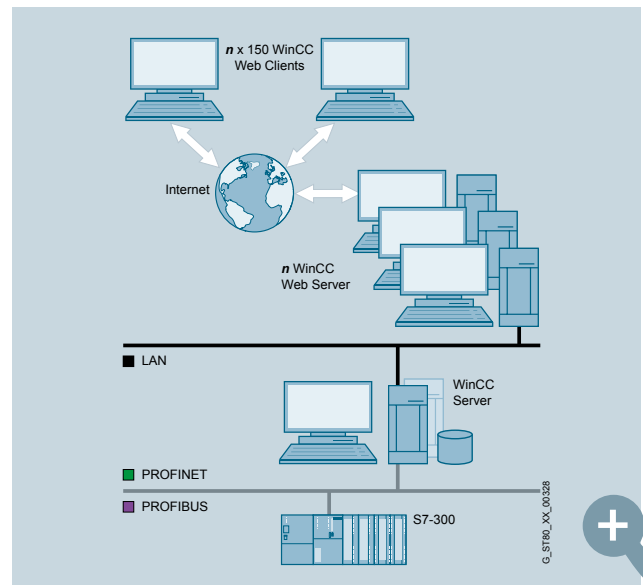 n x 150 WinCC
Web Clients
Internet
n WinCC
Web Server
LAN
WinCC
Server
PROFINET
PROFIBUS
S7-300
G_ST80_XX_00328